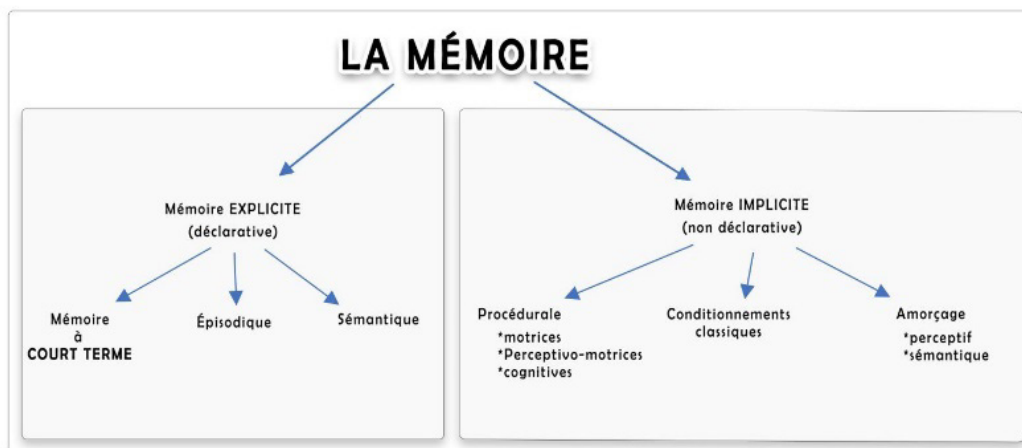 LA MÉMOIRE
Mémoire EXPLICITE
(déclarative)
Mémoire
à
COURT TERME
Épisodique
Sémantique
Mémoire IMPLICITE
(non déclarative)
Procédurale
*motrices
*Perceptivo-motrices
*cognitives
Conditionnements
classiques
Amorçage
*perceptif
*sémantique